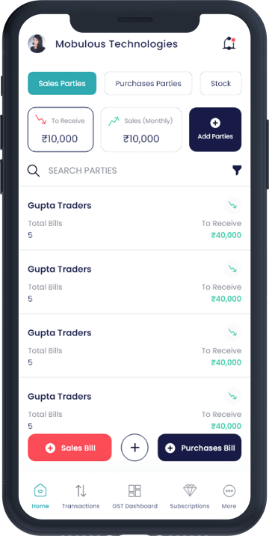 Mobulous Technologies
Sales Parties Purchases Parties Stock
To Receive Sales (Monthly)
₹10,000 ₹10,000 Add Parties
SEARCH PARTIES
Gupta Traders
Total Bills To Receive
5 ₹40,000
Gupta Traders
Total Bills To Receive
5 ₹40,000
Gupta Traders
Total Bills To Receive
5 ₹40,000
Gupta Traders
Total Bills To Receive
5 ₹40,000
Sales Bill Purchases Bill
Home Transactions GST Dashboard Subscriptions More